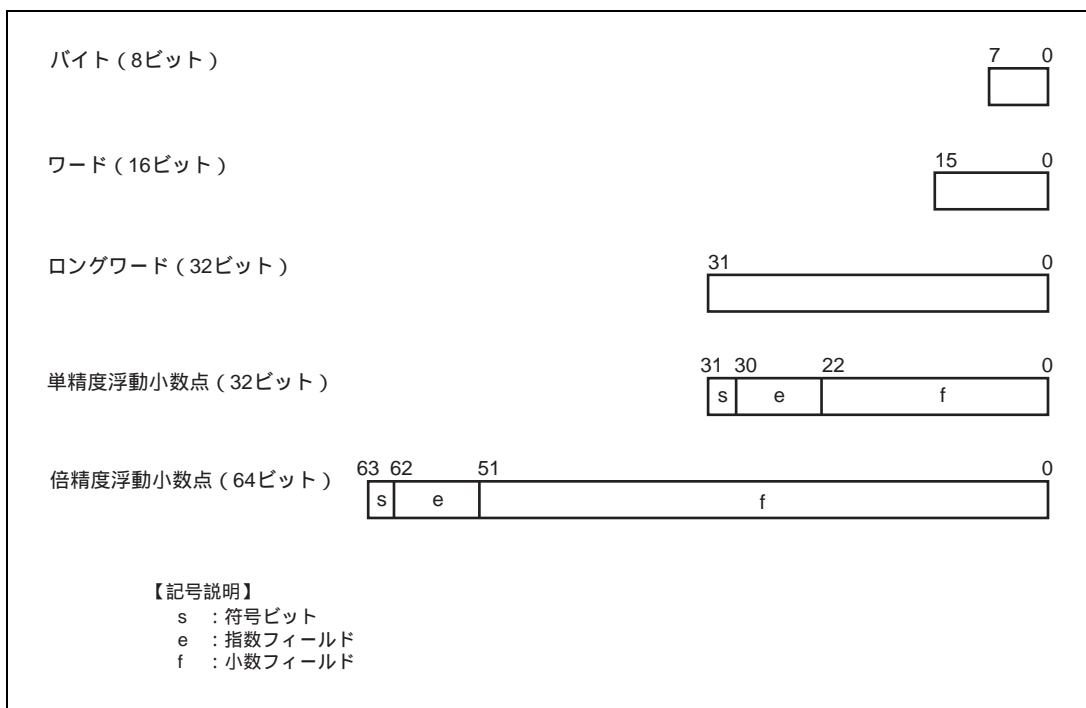 バイト（8ビット）
7 0
ワード（16ビット）
15 0
ロングワード（32ビット）
31 0
単精度浮動小数点（32ビット）
31 30 22 0
s e f
倍精度浮動小数点（64ビット）
63 62 51 0
s e f
【記号説明】
s ：符号ビット
e ：指数フィールド
f ：小数フィールド